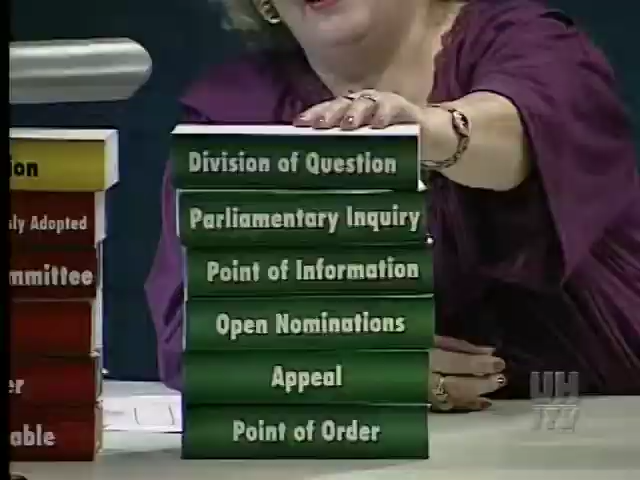 ion
ly Adopted
mmittee
er
able
Division of Question
Parliamentary Inquiry
Point of Information
Open Nominations
Appeal
Point of Order
UH